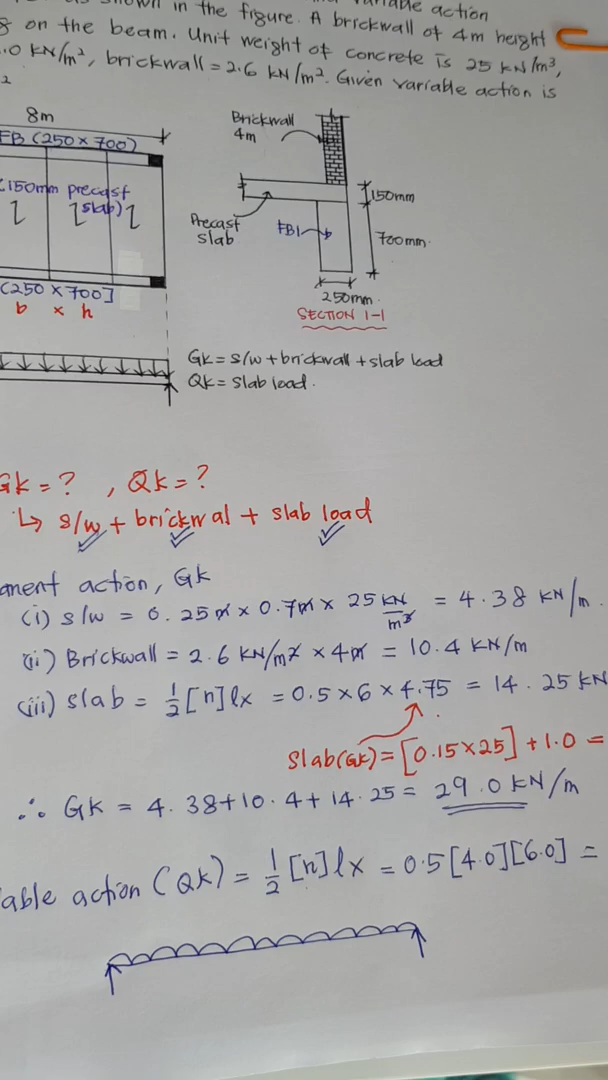 in the figure. A brickwall of 4m height
on the beam. Unit weight of concrete is 25 kN/m³,
.0 kN/m², brickwall = 2.6 kN/m². Given variable action is
2
8m
FB (250 x 700)
(150mm precast
slab)
(250 x 700]
b x h
Brickwall
4m
Precast
slab
FB1
150mm
700mm.
250mm.
SECTION 1-1
Gk = s/w + brickwall + slab load
Qk = slab load.
Gk = ? , Qk = ?
↳ s/w + brickwal + slab load
action, Gk
(i) s/w = 0.25m x 0.7m x 25 kN/m³ = 4.38 kN/m.
(ii) Brickwall = 2.6 kN/m² x 4m = 10.4 kN/m
(iii) slab = 1/2 [n] lx = 0.5 x 6 x 4.75 = 14.25 kN
Slab(Gk) = [0.15 x 25] + 1.0 =
∴ Gk = 4.38 + 10.4 + 14.25 = 29.0 kN/m
action (Qk) = 1/2 [n] lx = 0.5 [4.0] [6.0] =